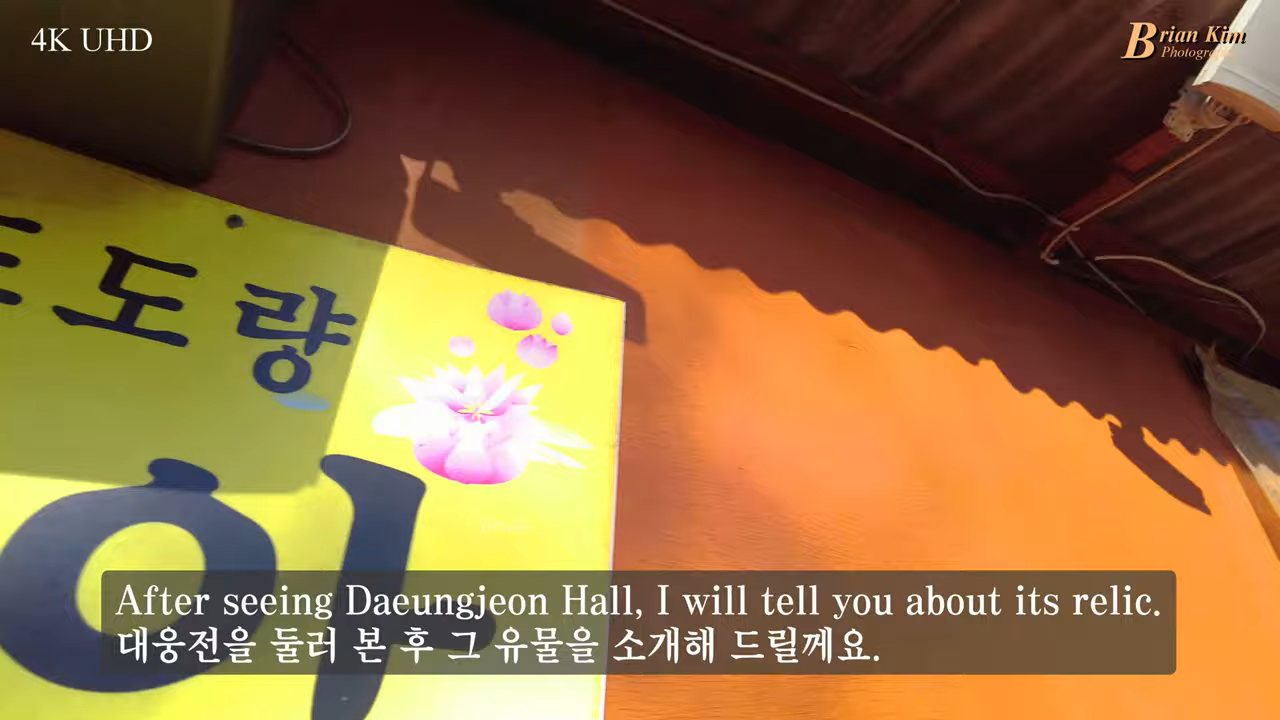 4K UHD
Brian Kim
Photography
도량
After seeing Daeungjeon Hall, I will tell you about its relic.
대웅전을 둘러 본 후 그 유물을 소개해 드릴께요.